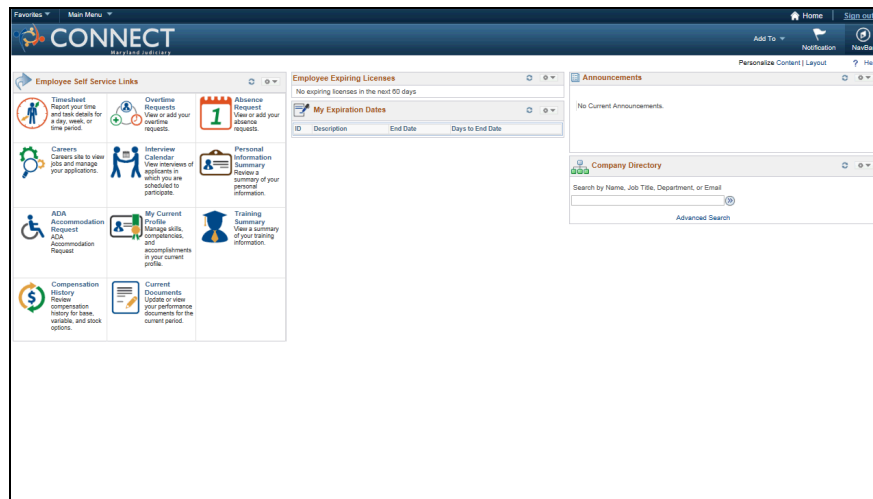 Favorites
Main Menu
Home
Sign out
CONNECT
Maryland Judiciary
Add To
Notification
NavBa
Personalize Content | Layout
? He
Employee Self Service Links
Timesheet
Report your time
and task details for
a day, week, or
time period.
Overtime
Requests
View or add your
overtime
requests.
1
Absence
Request
View or add your
absence
requests.
Careers
Careers site to view
jobs and manage
your applications.
Interview
Calendar
View interviews of
applicants in
which you are
scheduled to
participate.
Personal
Information
Summary
Review a
summary of your
personal
information.
ADA
Accommodation
Request
ADA
Accommodation
Request
My Current
Profile
Manage skills,
competencies,
and
accomplishments
in your current
profile.
Training
Summary
View a summary
of your training
information.
$
Compensation
History
Review
compensation
history for base,
variable, and stock
options.
Current
Documents
Update or view
your performance
documents for the
current period.
Employee Expiring Licenses
No expiring licenses in the next 60 days
My Expiration Dates
ID Description End Date Days to End Date
Announcements
No Current Announcements.
Company Directory
Search by Name, Job Title, Department, or Email
Advanced Search